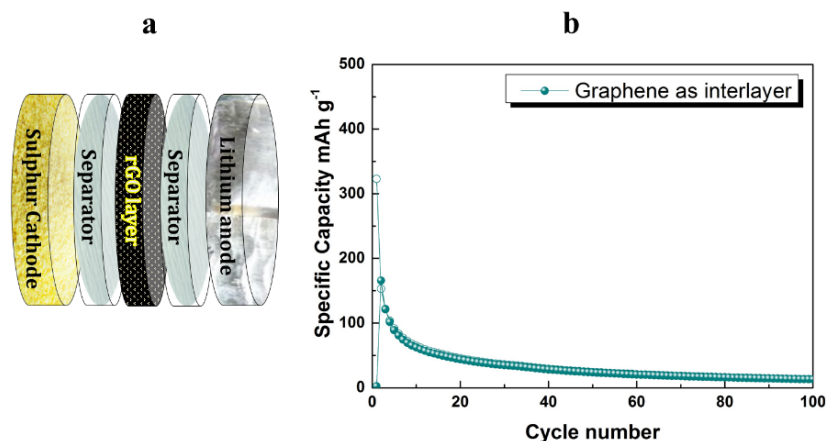 a
b
Sulphur Cathode
Separator
rGO layer
Separator
Lithium anode
Graphene as interlayer
Specific Capacity mAh g⁻¹
500
400
300
200
100
0
0 20 40 60 80 100
Cycle number